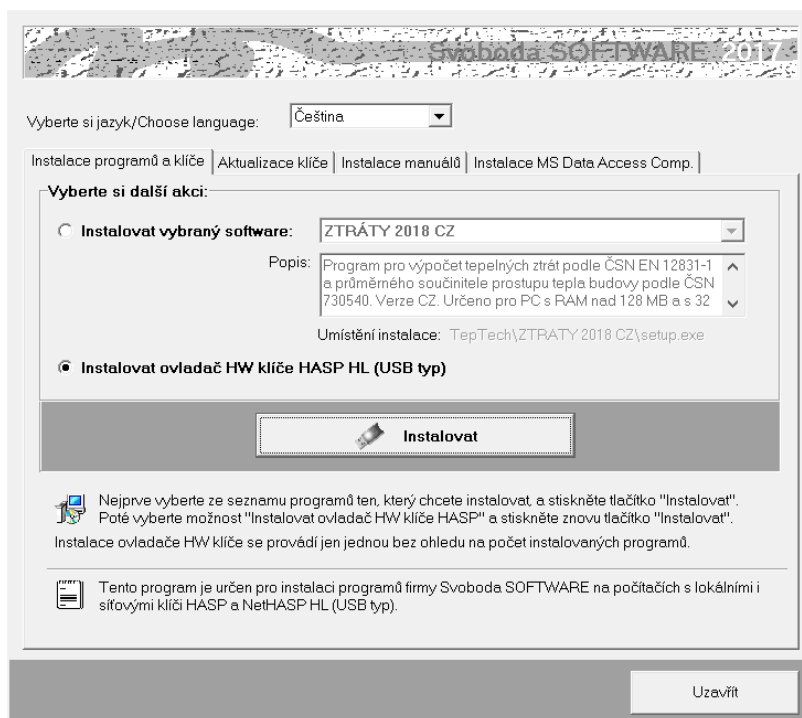 Svoboda SOFTWARE 2017
Vyberte si jazyk/Choose language: Čeština
Instalace programů a klíče Aktualizace klíče Instalace manuálů Instalace MS Data Access Comp.
Vyberte si další akci:
Instalovat vybraný software: ZTRÁTY 2018 CZ
Popis: Program pro výpočet tepelných ztrát podle ČSN EN 12831-1
a průměrného součinitele prostupu tepla budovy podle ČSN
730540. Verze CZ. Určeno pro PC s RAM nad 128 MB a s 32
Umístění instalace: TepTech\ZTRATY 2018 CZ\setup.exe
Instalovat ovladač HW klíče HASP HL (USB typ)
Instalovat
Nejprve vyberte ze seznamu programů ten, který chcete instalovat, a stiskněte tlačítko "Instalovat".
Poté vyberte možnost "Instalovat ovladač HW klíče HASP" a stiskněte znovu tlačítko "Instalovat".
Instalace ovladače HW klíče se provádí jen jednou bez ohledu na počet instalovaných programů.
Tento program je určen pro instalaci programů firmy Svoboda SOFTWARE na počítačích s lokálními i
síťovými klíči HASP a NetHASP HL (USB typ).
Uzavřít